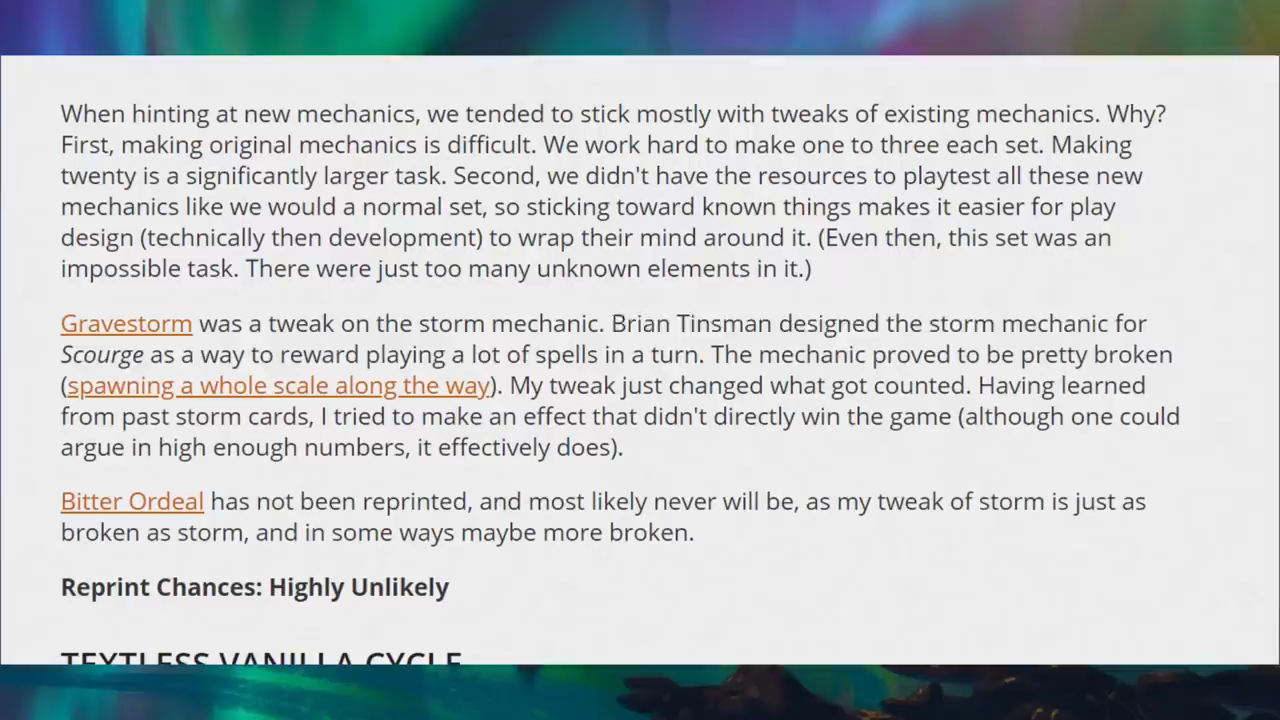 When hinting at new mechanics, we tended to stick mostly with tweaks of existing mechanics. Why?
First, making original mechanics is difficult. We work hard to make one to three each set. Making
twenty is a significantly larger task. Second, we didn't have the resources to playtest all these new
mechanics like we would a normal set, so sticking toward known things makes it easier for play
design (technically then development) to wrap their mind around it. (Even then, this set was an
impossible task. There were just too many unknown elements in it.)
Gravestorm was a tweak on the storm mechanic. Brian Tinsman designed the storm mechanic for
Scourge as a way to reward playing a lot of spells in a turn. The mechanic proved to be pretty broken
(spawning a whole scale along the way). My tweak just changed what got counted. Having learned
from past storm cards, I tried to make an effect that didn't directly win the game (although one could
argue in high enough numbers, it effectively does).
Bitter Ordeal has not been reprinted, and most likely never will be, as my tweak of storm is just as
broken as storm, and in some ways maybe more broken.
Reprint Chances: Highly Unlikely
TEXTLESS VANILLA CYCLE